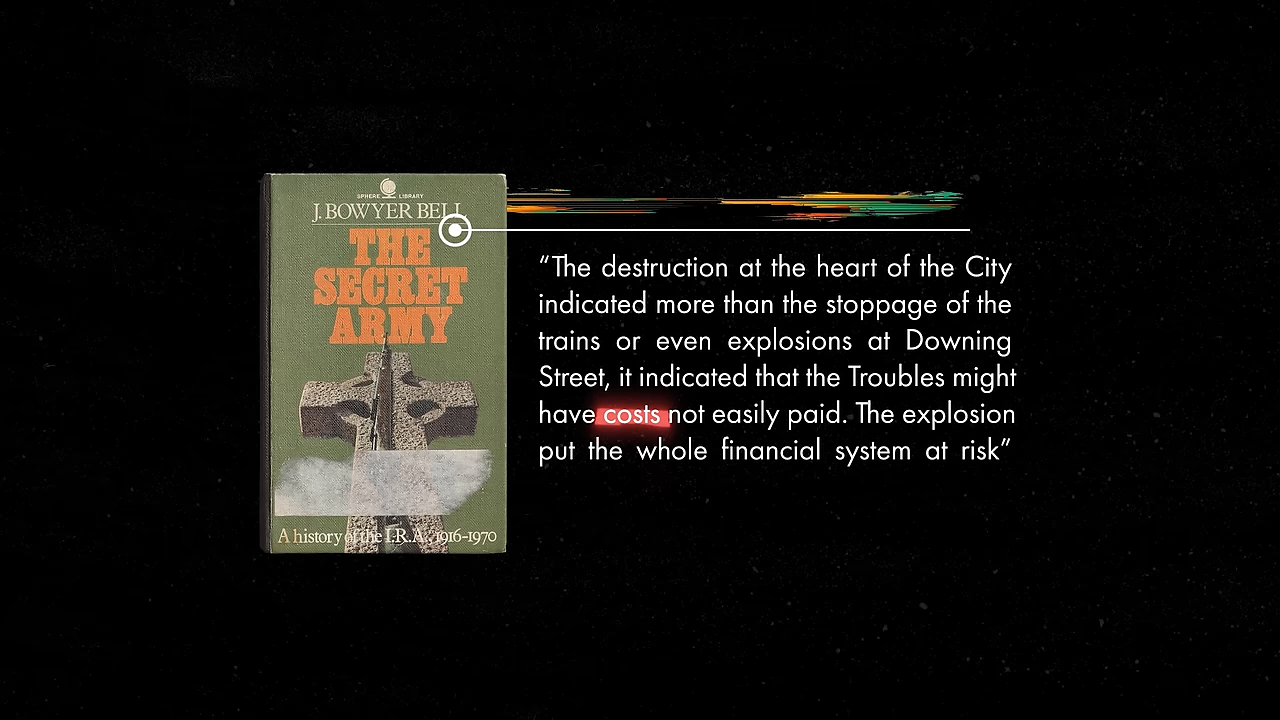 SPHERE LIBRARY
J. BOWYER BELL
THE
SECRET
ARMY
A history of the I.R.A., 1916-1970
“The destruction at the heart of the City
indicated more than the stoppage of the
trains or even explosions at Downing
Street, it indicated that the Troubles might
have costs not easily paid. The explosion
put the whole financial system at risk”